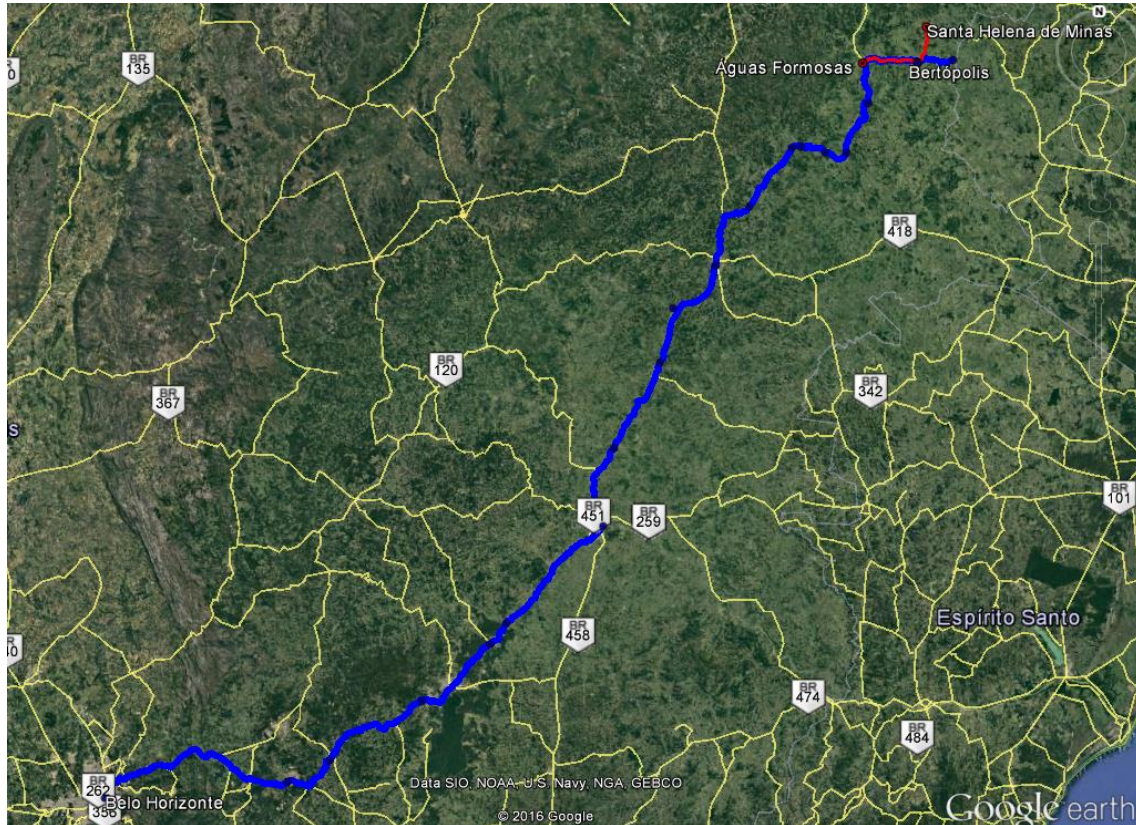 N
BR
135
Santa Helena de Minas
Águas Formosas
Bertópolis
BR
418
BR
120
BR
342
BR
367
s
BR
451
BR
259
BR
101
BR
458
Espírito Santo
BR
474
BR
484
BR
262
Belo Horizonte
356
Data SIO, NOAA, U.S. Navy, NGA, GEBCO
© 2016 Google
Google earth